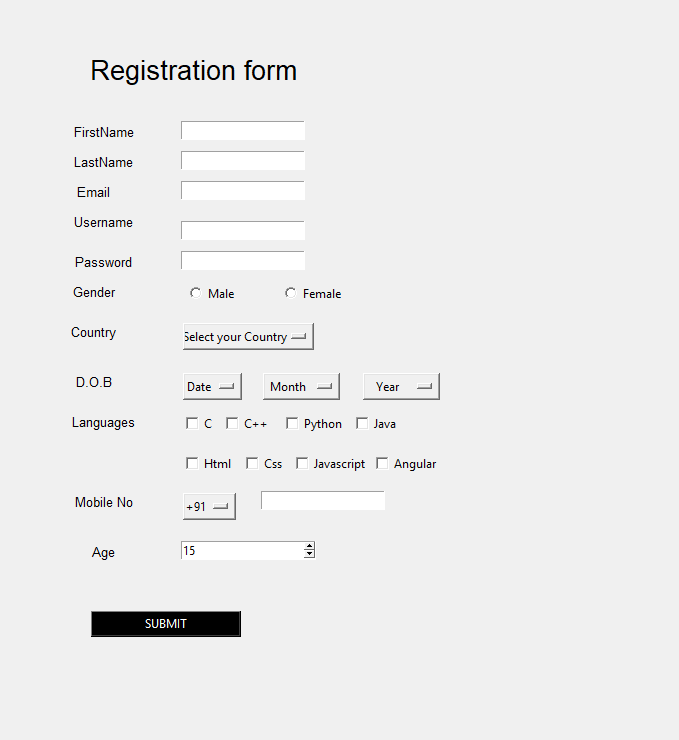 Registration form
FirstName
LastName
Email
Username
Password
Gender Male Female
Country Select your Country
D.O.B Date Month Year
Languages C C++ Python Java
Html Css Javascript Angular
Mobile No +91
Age 15
SUBMIT